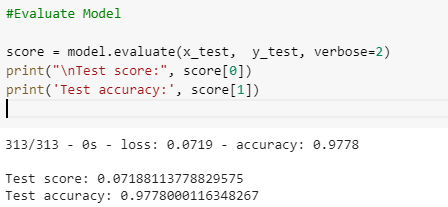 #Evaluate Model
score = model.evaluate(x_test,  y_test, verbose=2)
print("\nTest score:", score[0])
print('Test accuracy:', score[1])
313/313 - 0s - loss: 0.0719 - accuracy: 0.9778
Test score: 0.07188113778829575
Test accuracy: 0.9778000116348267